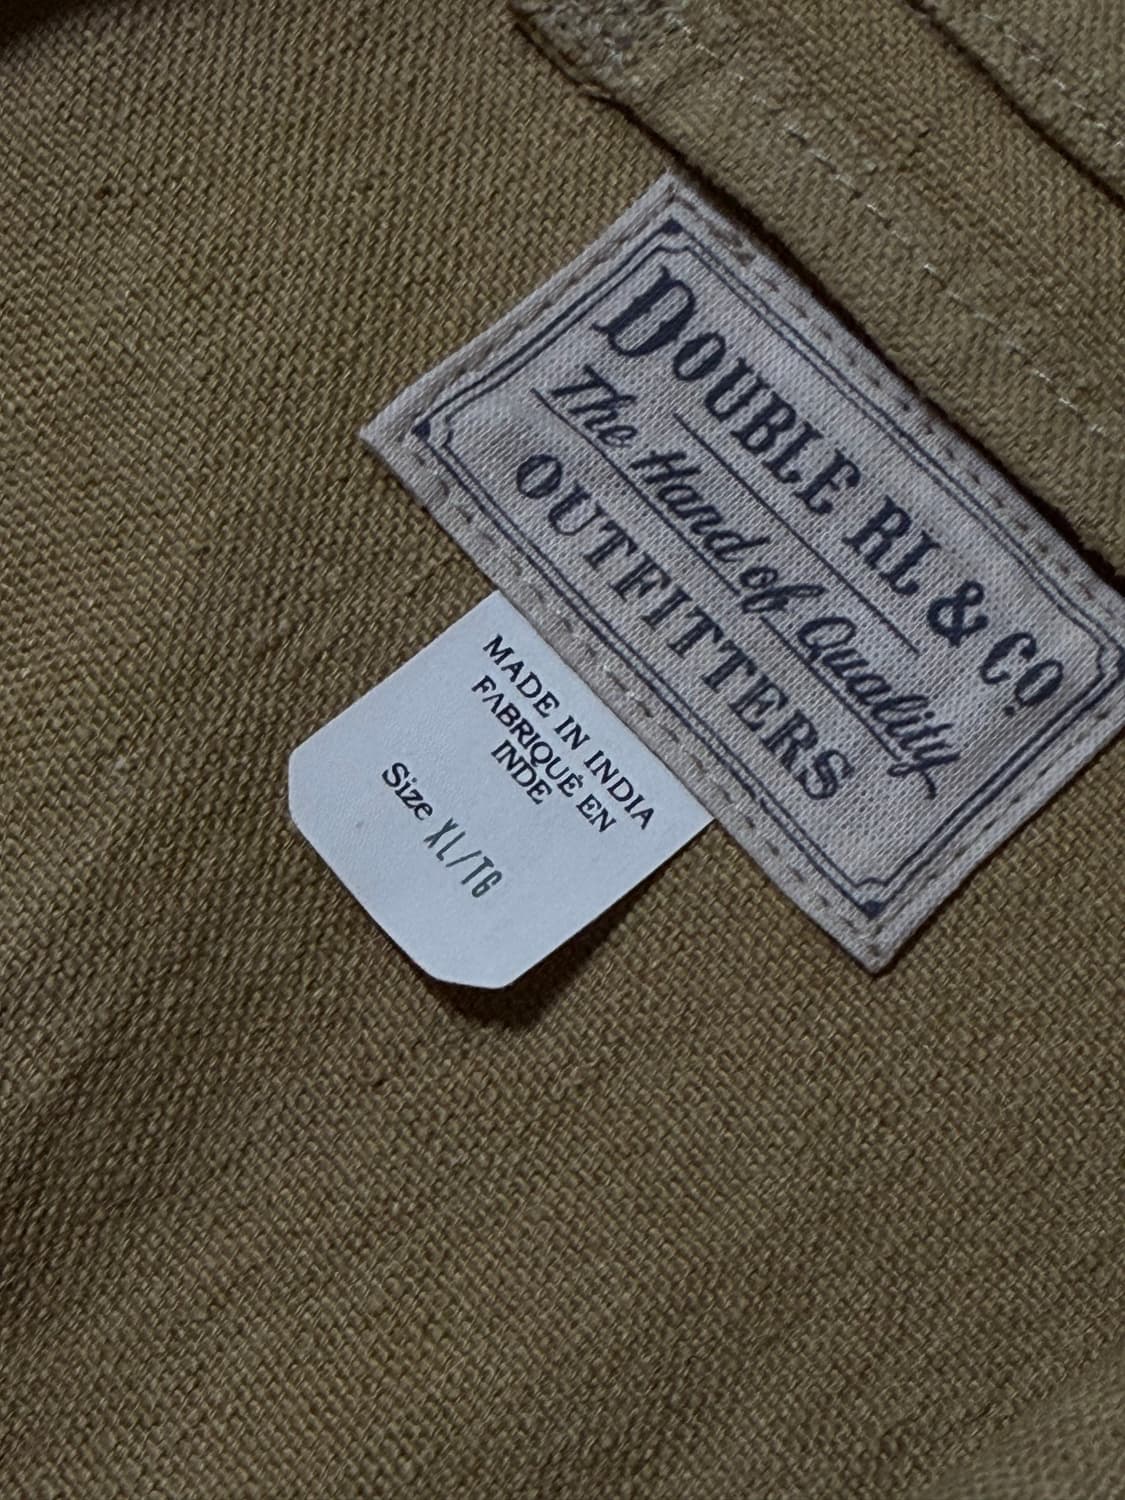 DOUBLE RL & CO
The Hand of Quality
OUTFITTERS
MADE IN INDIA
FABRIQUÉ EN
INDE
Size XL/TG